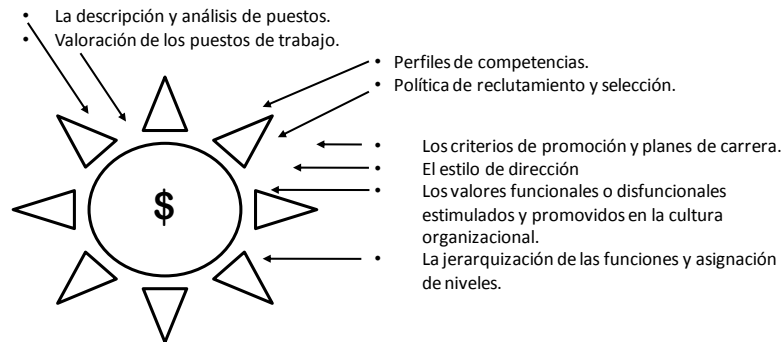 • La descripción y análisis de puestos.
• Valoración de los puestos de trabajo.
• Perfiles de competencias.
• Política de reclutamiento y selección.
• Los criterios de promoción y planes de carrera.
• El estilo de dirección
• Los valores funcionales o disfuncionales
estimulados y promovidos en la cultura
organizacional.
• La jerarquización de las funciones y asignación
de niveles.
$